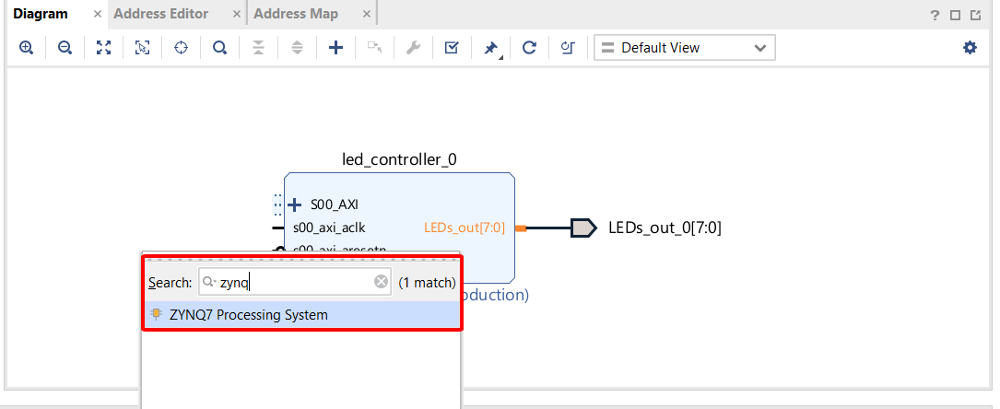 Diagram × Address Editor × Address Map × ?
Default View
led_controller_0
S00_AXI
s00_axi_aclk LEDs_out[7:0] LEDs_out_0[7:0]
s00_axi_aresetn
Search: zynq (1 match)
oduction)
ZYNQ7 Processing System